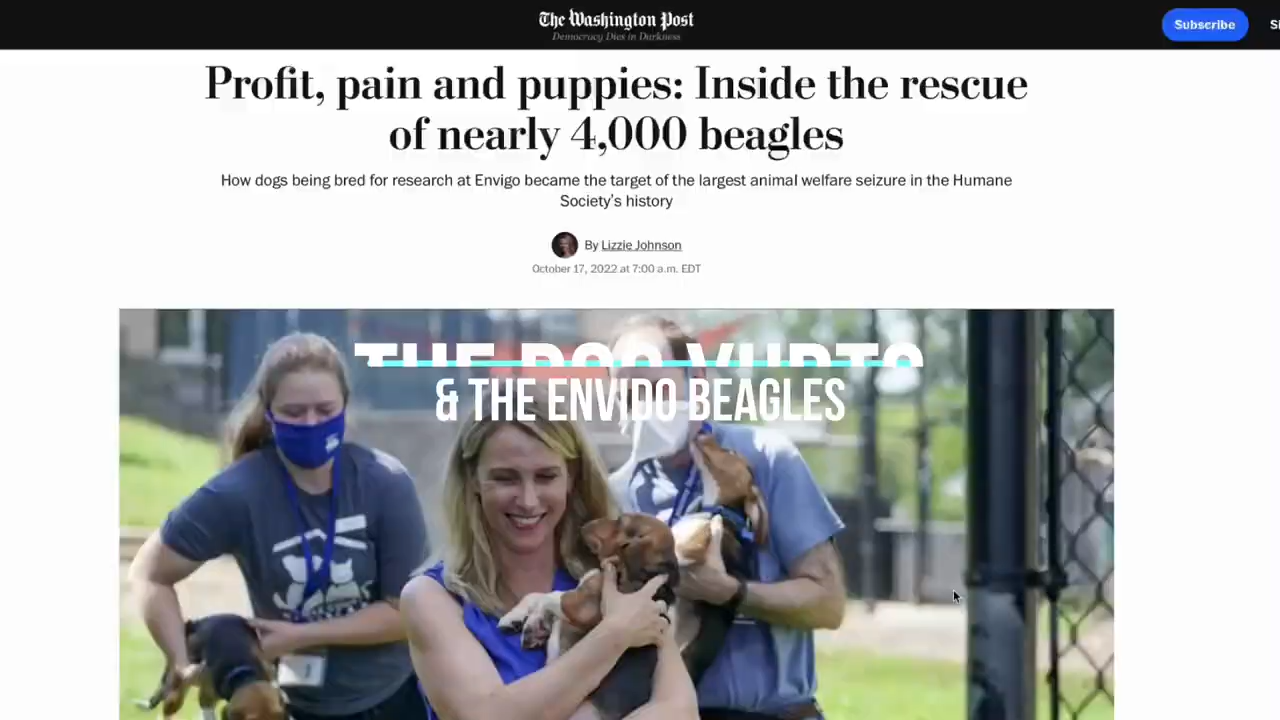 The Washington Post
Democracy Dies in Darkness
Subscribe
Profit, pain and puppies: Inside the rescue
of nearly 4,000 beagles
How dogs being bred for research at Envigo became the target of the largest animal welfare seizure in the Humane
Society's history
By Lizzie Johnson
October 17, 2022 at 7:00 a.m. EDT
& THE ENVIDO BEAGLES